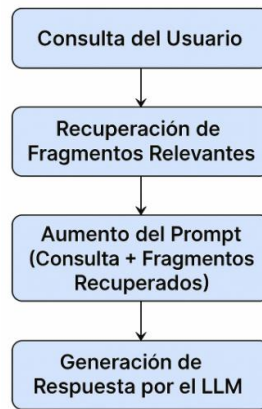 Consulta del Usuario
Recuperación de
Fragmentos Relevantes
Aumento del Prompt
(Consulta + Fragmentos
Recuperados)
Generación de
Respuesta por el LLM